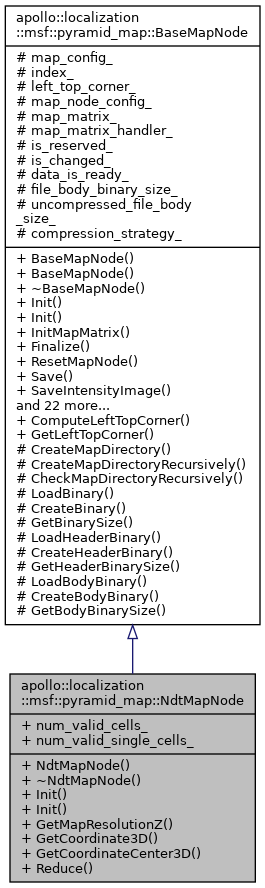 apollo::localization
::msf::pyramid_map::BaseMapNode
# map_config_
# index_
# left_top_corner_
# map_node_config_
# map_matrix_
# map_matrix_handler_
# is_reserved_
# is_changed_
# data_is_ready_
# file_body_binary_size_
# uncompressed_file_body
_size_
# compression_strategy_
+ BaseMapNode()
+ BaseMapNode()
+ ~BaseMapNode()
+ Init()
+ Init()
+ InitMapMatrix()
+ Finalize()
+ ResetMapNode()
+ Save()
+ SaveIntensityImage()
and 22 more...
+ ComputeLeftTopCorner()
+ GetLeftTopCorner()
# CreateMapDirectory()
# CreateMapDirectoryRecursively()
# CheckMapDirectoryRecursively()
# LoadBinary()
# CreateBinary()
# GetBinarySize()
# LoadHeaderBinary()
# CreateHeaderBinary()
# GetHeaderBinarySize()
# LoadBodyBinary()
# CreateBodyBinary()
# GetBodyBinarySize()
apollo::localization
::msf::pyramid_map::NdtMapNode
+ num_valid_cells_
+ num_valid_single_cells_
+ NdtMapNode()
+ ~NdtMapNode()
+ Init()
+ Init()
+ GetMapResolutionZ()
+ GetCoordinate3D()
+ GetCoordinateCenter3D()
+ Reduce()